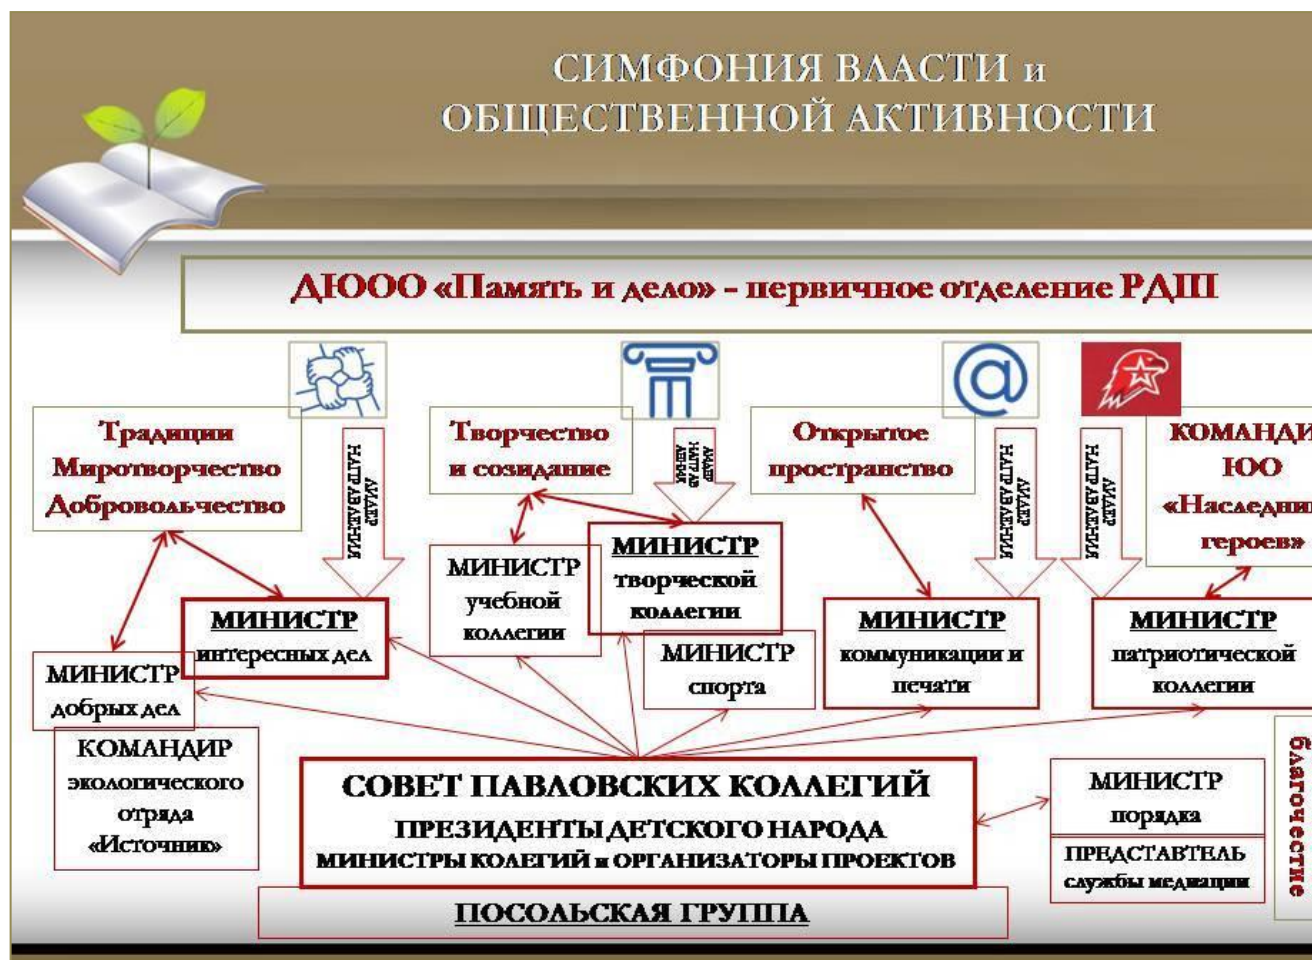 СИМФОНИЯ ВЛАСТИ и
ОБЩЕСТВЕННОЙ АКТИВНОСТИ
ДЮОО «Память и дело» - первичное отделение РДШ
Традиции
Миротворчество
Добровольчество
ЛИДЕР
НАПРАВЛЕНИЯ
Творчество
и созидание
ЛИДЕР
НАПРАВ
ЛЕНИЯ
Открытое
пространство
ЛИДЕР
НАПРАВЛЕНИЯ
ЛИДЕР
НАПРАВЛЕНИЯ
КОМАНДИ
ЮОО
«Наследни
героев»
МИНИСТР
интересных дел
МИНИСТР
учебной
коллегии
МИНИСТР
творческой
коллегии
МИНИСТР
спорта
МИНИСТР
коммуникации и
печати
МИНИСТР
патриотической
коллегии
МИНИСТР
добрых дел
КОМАНДИР
экологического
отряда
«Источник»
СОВЕТ ПАВЛОВСКИХ КОЛЛЕГИЙ
ПРЕЗИДЕНТЫ ДЕТСКОГО НАРОДА
МИНИСТРЫ КОЛЕГИЙ и ОРГАНИЗАТОРЫ ПРОЕКТОВ
ПОСОЛЬСКАЯ ГРУППА
МИНИСТР
порядка
ПРЕДСТАВТЕЛЬ
службы медиации
благочестие